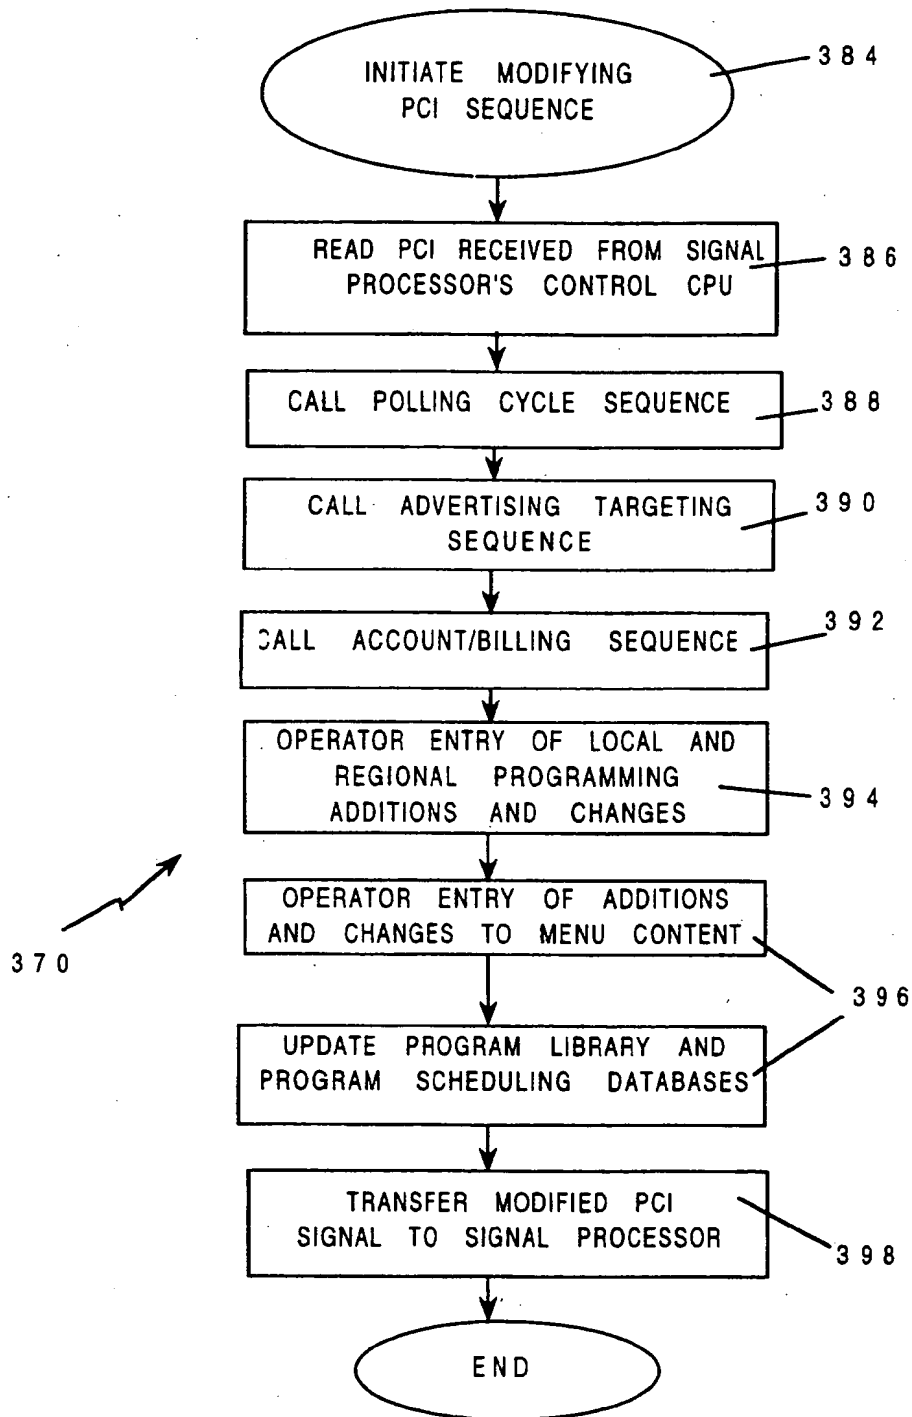 INITIATE MODIFYING
PCI SEQUENCE
384
READ PCI RECEIVED FROM SIGNAL
PROCESSOR'S CONTROL CPU
386
CALL POLLING CYCLE SEQUENCE
388
CALL ADVERTISING TARGETING
SEQUENCE
390
CALL ACCOUNT/BILLING SEQUENCE
392
OPERATOR ENTRY OF LOCAL AND
REGIONAL PROGRAMMING
ADDITIONS AND CHANGES
394
OPERATOR ENTRY OF ADDITIONS
AND CHANGES TO MENU CONTENT
370
396
UPDATE PROGRAM LIBRARY AND
PROGRAM SCHEDULING DATABASES
TRANSFER MODIFIED PCI
SIGNAL TO SIGNAL PROCESSOR
398
END